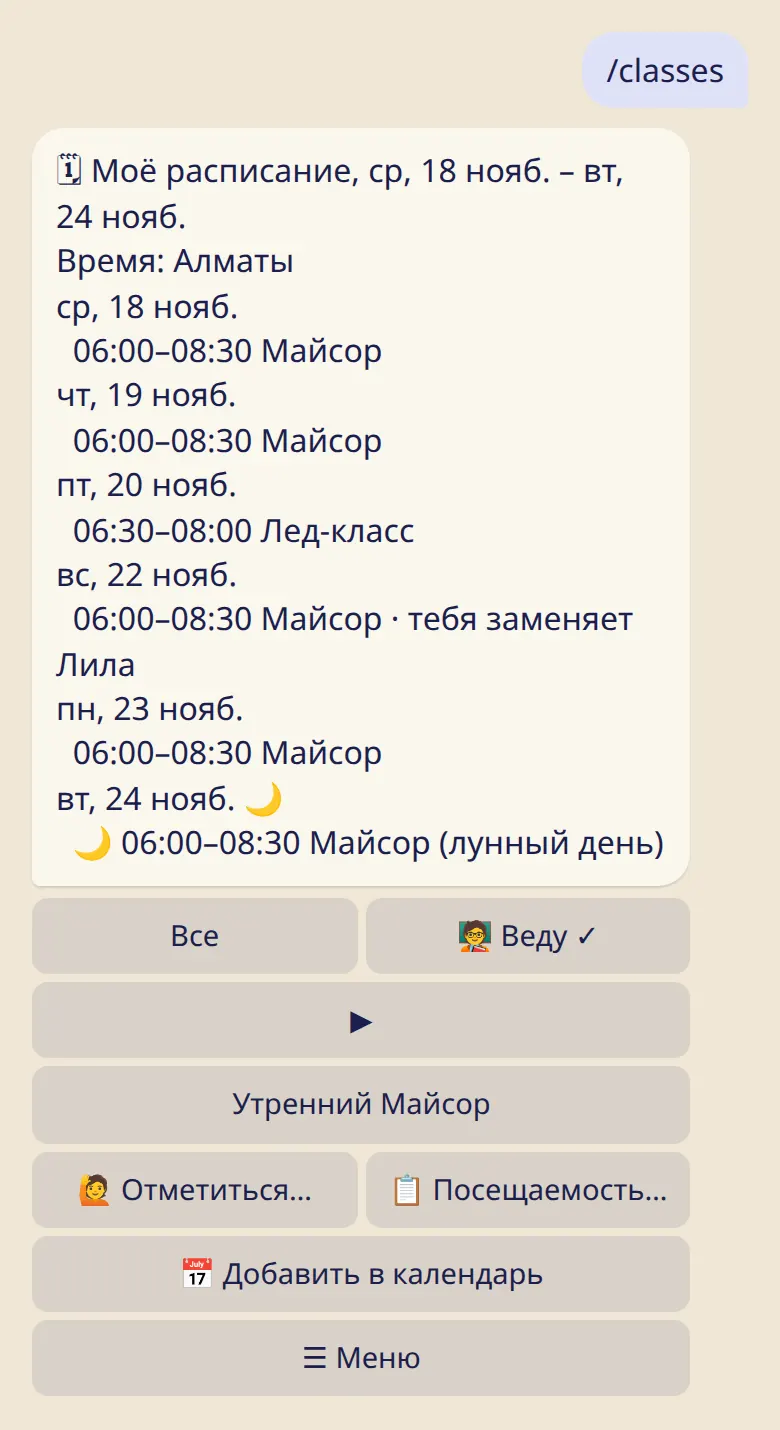 /classes
🗓 Моё расписание, ср, 18 нояб. – вт,
24 нояб.
Время: Алматы
ср, 18 нояб.
06:00–08:30 Майсор
чт, 19 нояб.
06:00–08:30 Майсор
пт, 20 нояб.
06:30–08:00 Лед-класс
вс, 22 нояб.
06:00–08:30 Майсор · тебя заменяет
Лила
пн, 23 нояб.
06:00–08:30 Майсор
вт, 24 нояб. 🌙
🌙 06:00–08:30 Майсор (лунный день)
Все
🧑‍🏫 Веду ✓
▶
Утренний Майсор
🙋 Отметиться...
📋 Посещаемость...
📅 Добавить в календарь
☰ Меню